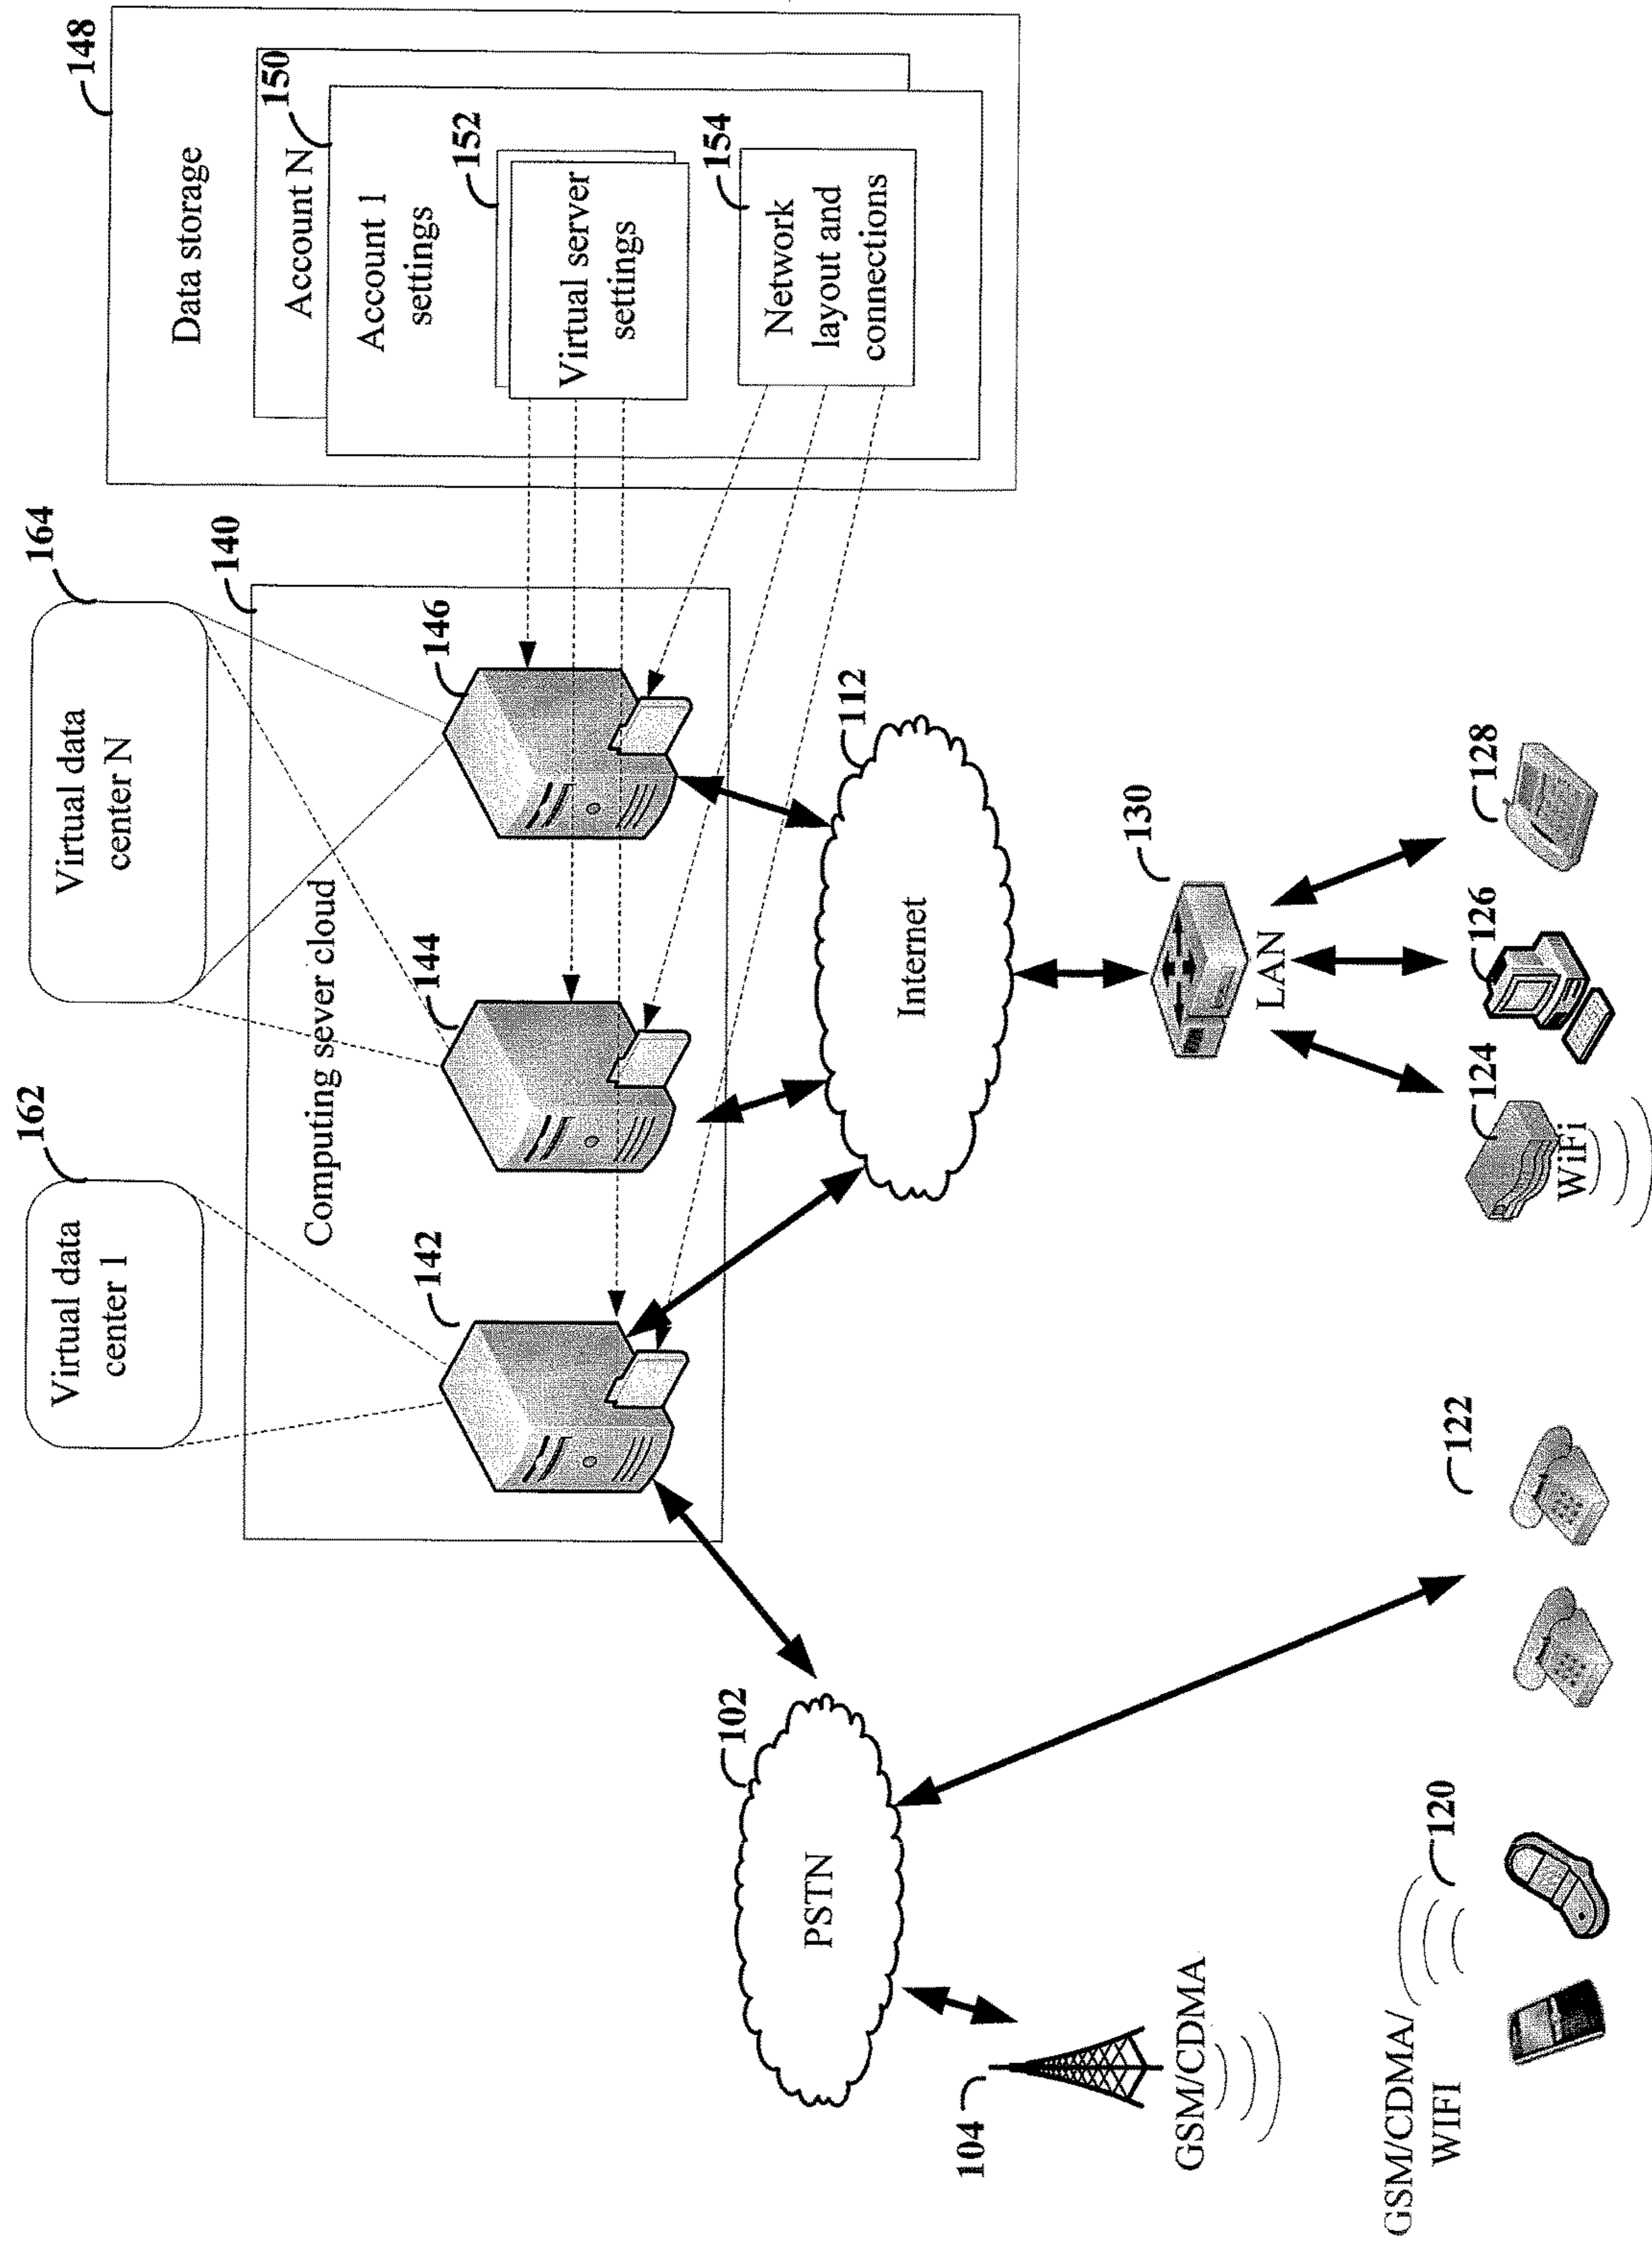 Virtual data
center 1
162
Virtual data
center N
164
148
Data storage
Account N
150
Account 1
settings
152
Virtual server
settings
154
Network
layout and
connections
140
Computing sever cloud
142
144
146
102
PSTN
112
Internet
104
GSM/CDMA
130
LAN
GSM/CDMA/
WIFI
120
122
124
WiFi
126
128